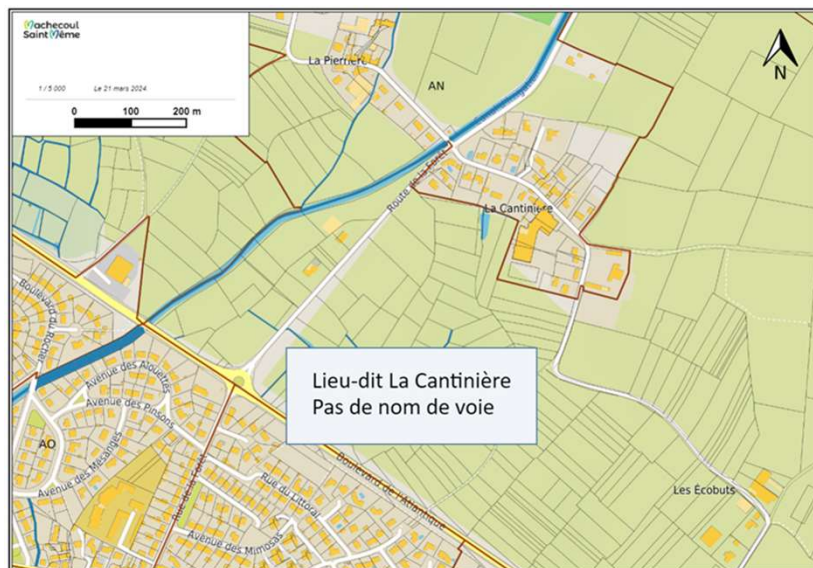 Machecoul
Saint Même
1 / 5 000 Le 21 mars 2024
0 100 200 m
N
La Pierrière
AN
Route de la Forêt
La Cantinière
Boulevard du Rocher
Avenue des Alouettes
Avenue des Pinsons
AO
Avenue des Mésanges
Rue de la Forêt
Lieu-dit La Cantinière
Pas de nom de voie
Boulevard de l'Atlantique
Rue du Littoral
Avenue des Mimosas
Les Écobuts